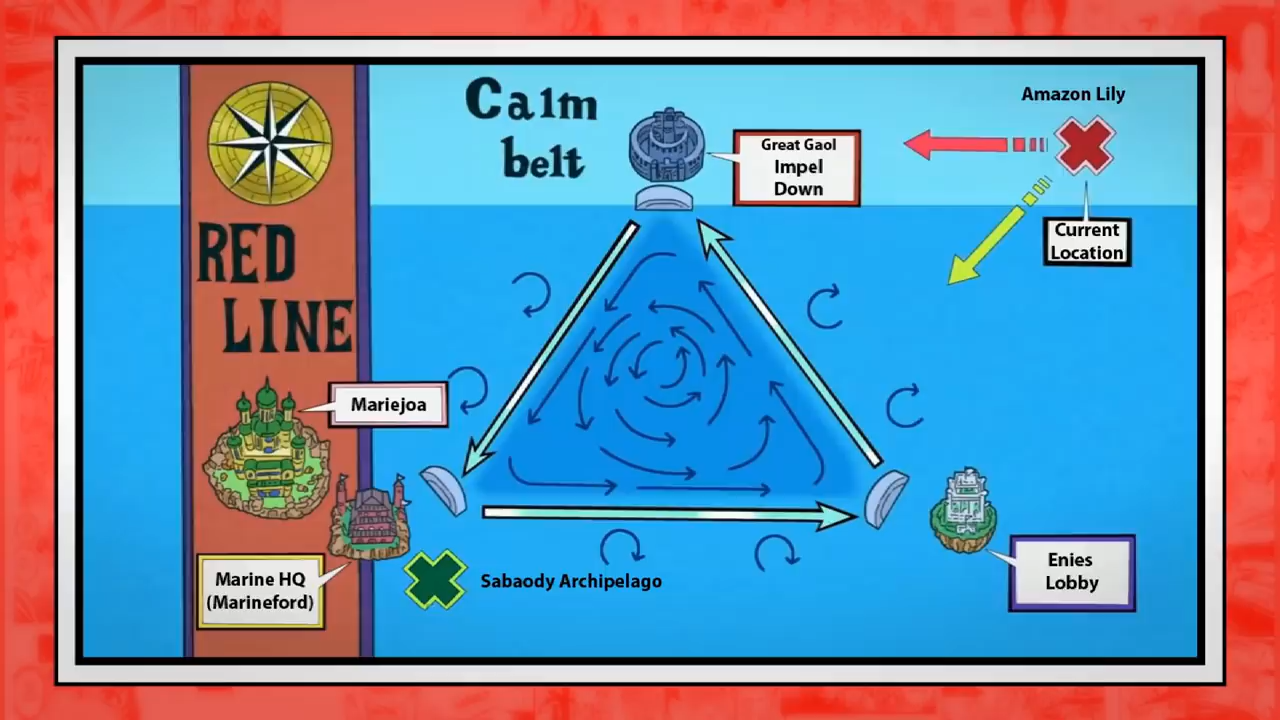 Calm
belt
Amazon Lily
Great Gaol
Impel
Down
Current
Location
RED
LINE
Mariejoa
Marine HQ
(Marineford)
Sabaody Archipelago
Enies
Lobby